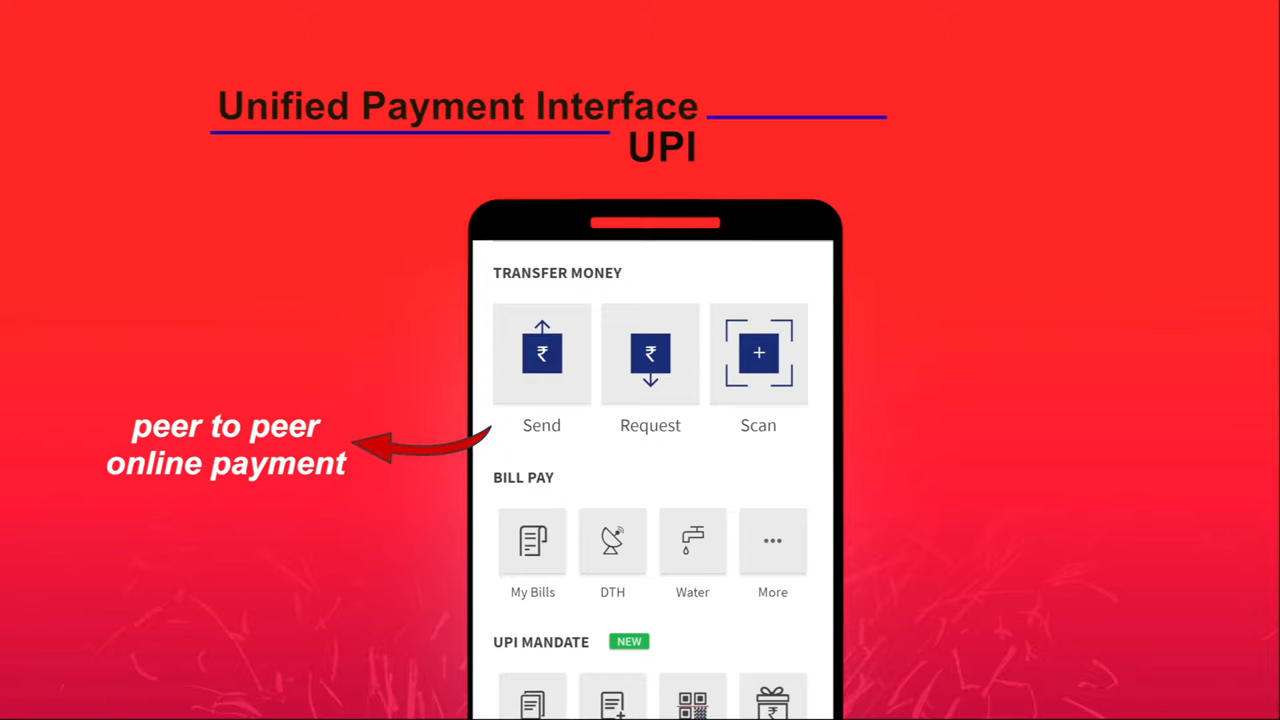 Unified Payment Interface
UPI
TRANSFER MONEY
₹ ₹ +
Send Request Scan
peer to peer
online payment
BILL PAY
My Bills DTH Water More
UPI MANDATE NEW
₹